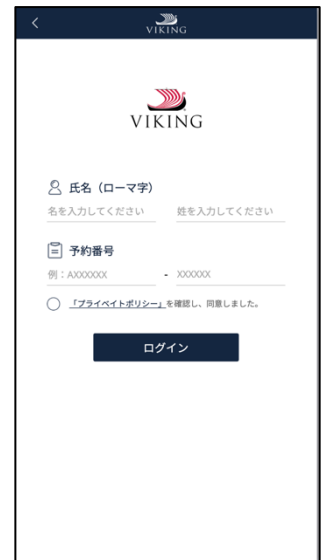 VIKING
VIKING
氏名（ローマ字）
名を入力してください 姓を入力してください
予約番号
例：AXXXXXX - XXXXXX
「プライベイトポリシー」を確認し、同意しました。
ログイン